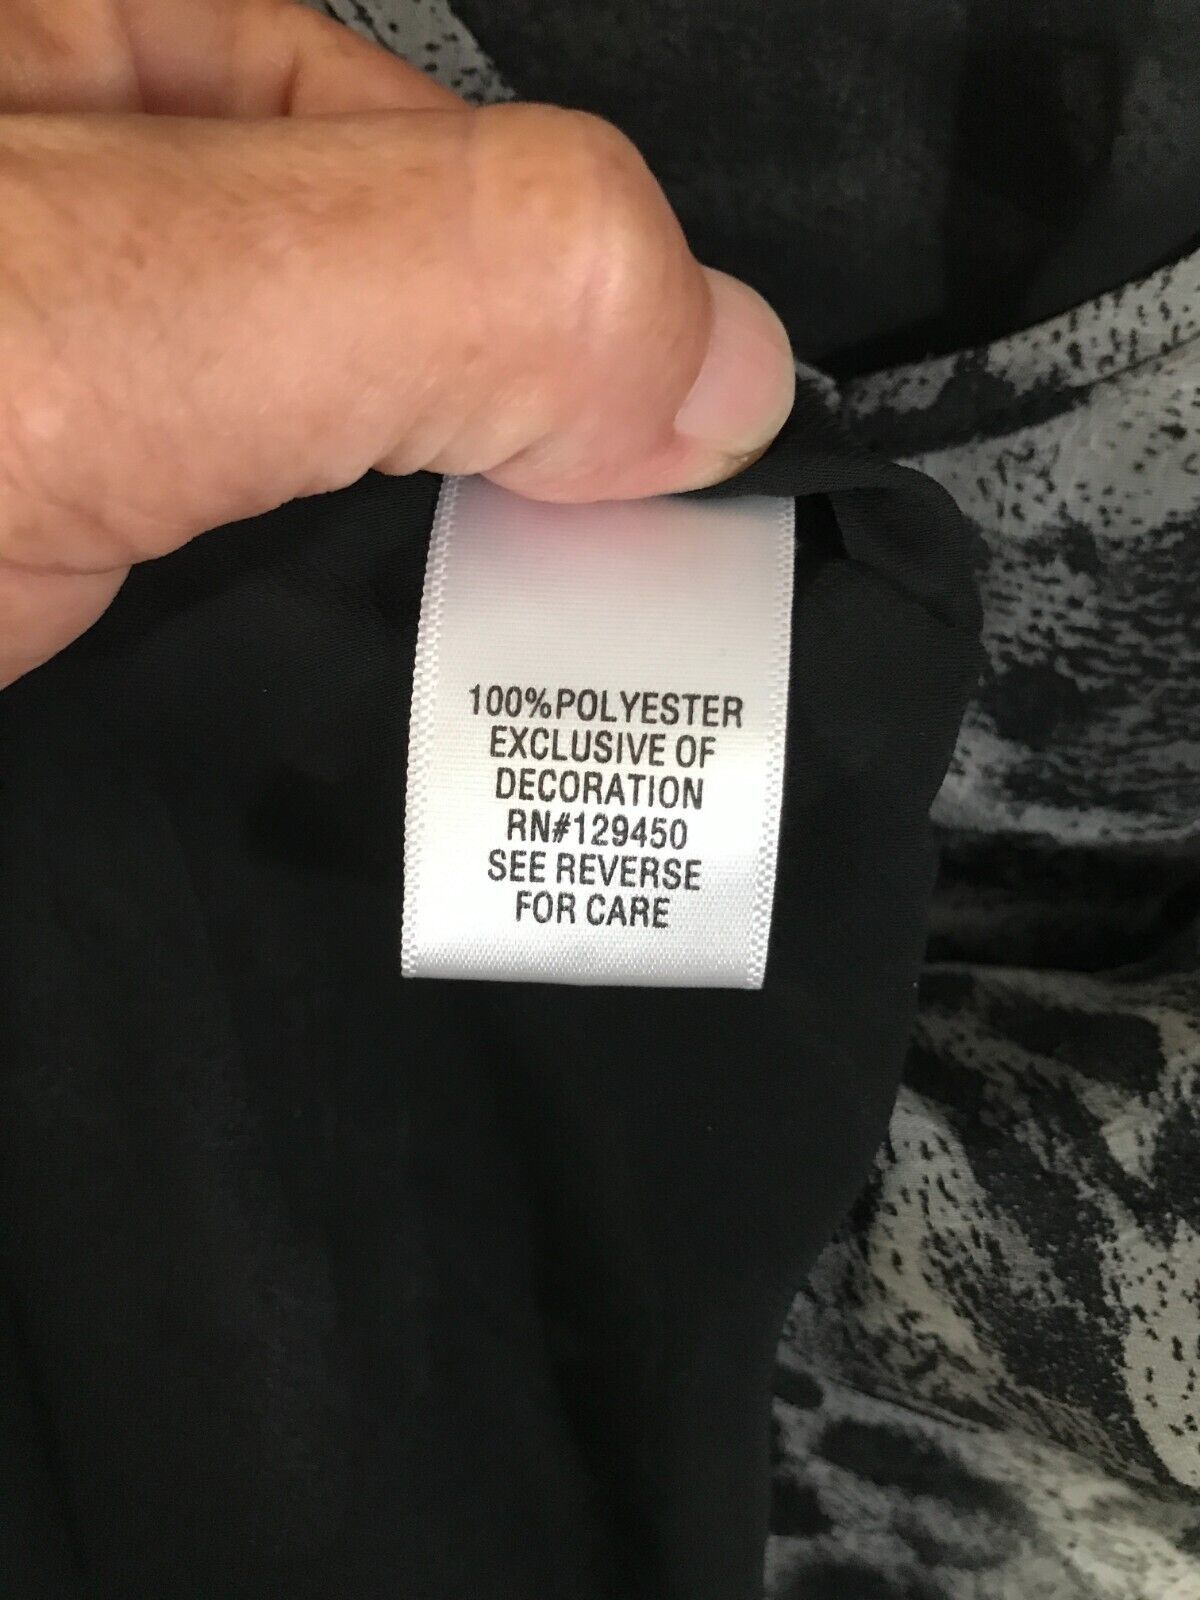 100%POLYESTER
EXCLUSIVE OF
DECORATION
RN#129450
SEE REVERSE
FOR CARE